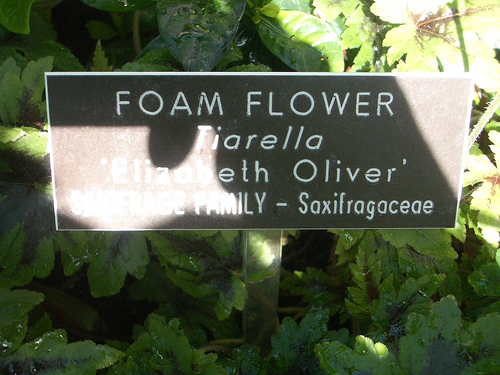 FOAM FLOWER
Tiarella
'Elizabeth Oliver'
SAXIFRAGE FAMILY - Saxifragaceae